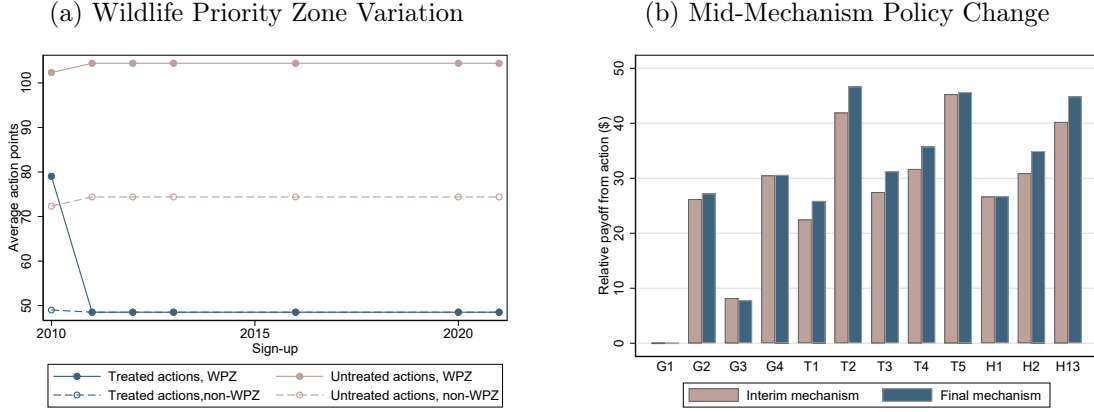 (a) Wildlife Priority Zone Variation
Average action points
100
90
80
70
60
50
2010
2015
2020
Sign-up
Treated actions, WPZ
Untreated actions, WPZ
Treated actions,non-WPZ
Untreated actions, non-WPZ
(b) Mid-Mechanism Policy Change
Relative payoff from action ($)
50
40
30
20
10
0
G1 G2 G3 G4 T1 T2 T3 T4 T5 H1 H2 H13
Interim mechanism
Final mechanism